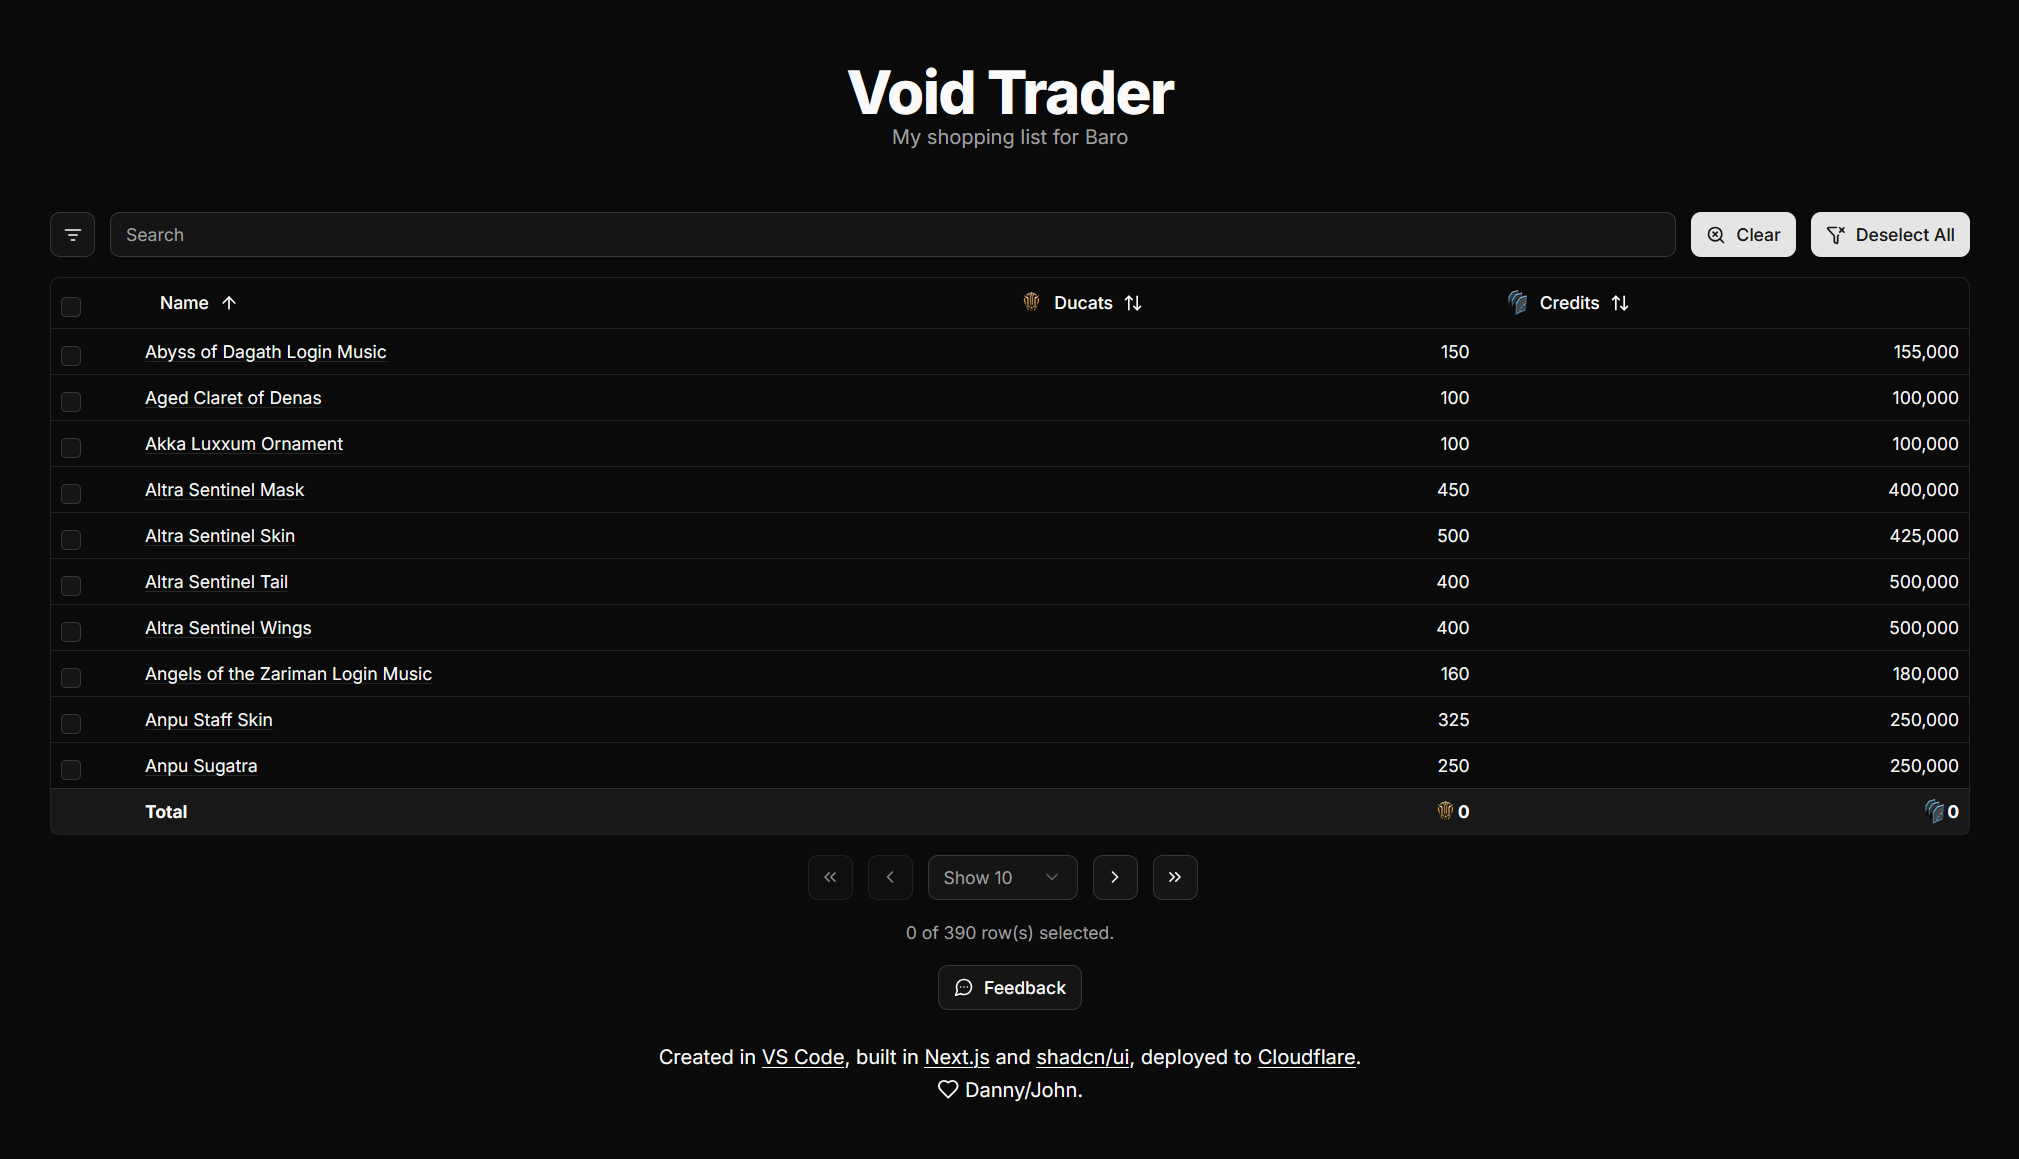 Void Trader
My shopping list for Baro
Search
Clear
Deselect All
Name Ducats Credits
Abyss of Dagath Login Music 150 155,000
Aged Claret of Denas 100 100,000
Akka Luxxum Ornament 100 100,000
Altra Sentinel Mask 450 400,000
Altra Sentinel Skin 500 425,000
Altra Sentinel Tail 400 500,000
Altra Sentinel Wings 400 500,000
Angels of the Zariman Login Music 160 180,000
Anpu Staff Skin 325 250,000
Anpu Sugatra 250 250,000
Total 0 0
Show 10
0 of 390 row(s) selected.
Feedback
Created in VS Code, built in Next.js and shadcn/ui, deployed to Cloudflare.
Danny/John.